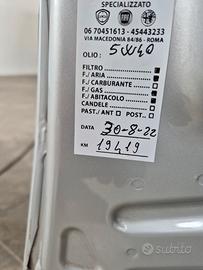 SPECIALIZZATO
06 70451613 - 45443233
VIA MACEDONIA 84/86 - ROMA
OLIO: 5W40
FILTRO
F./ ARIA
F./ CARBURANTE
F./ GAS
F./ ABITACOLO
CANDELE
PAST./ ANT POST..
DATA 30-8-22
KM 19419
subito